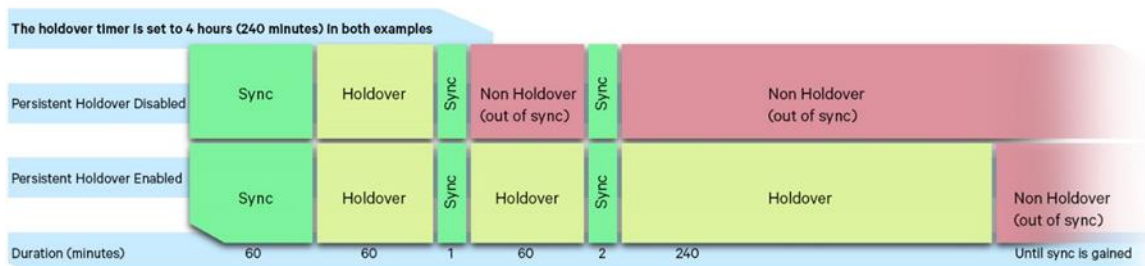 The holdover timer is set to 4 hours (240 minutes) in both examples
Persistent Holdover Disabled
Sync
Holdover
Sync
Non Holdover
(out of sync)
Sync
Non Holdover
(out of sync)
Persistent Holdover Enabled
Sync
Holdover
Sync
Holdover
Sync
Holdover
Non Holdover
(out of sync)
Duration (minutes) 60 60 1 60 2 240 Until sync is gained